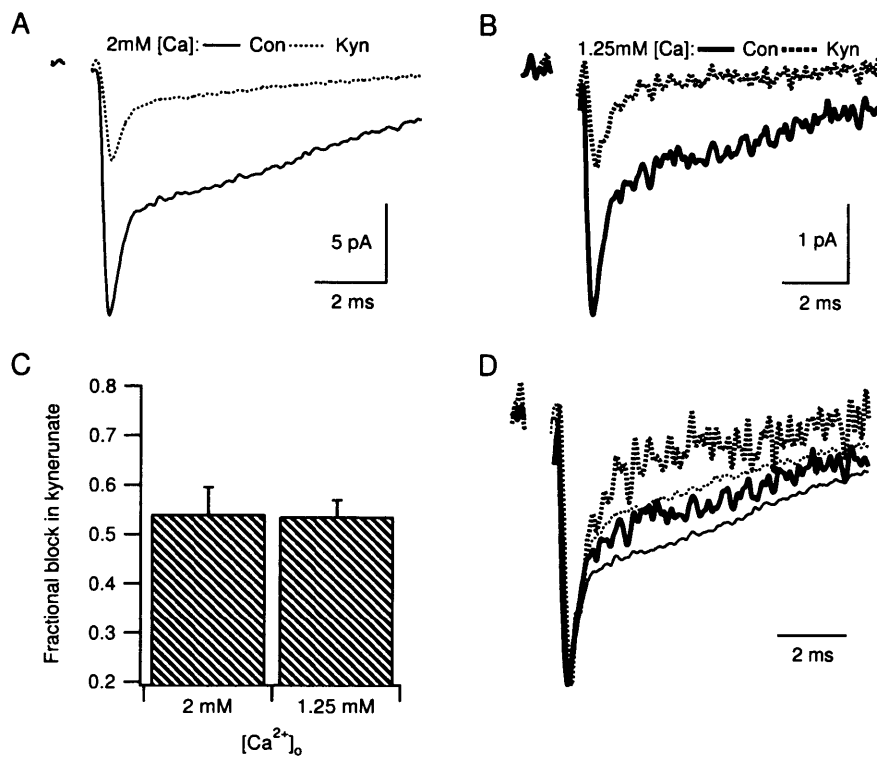 A
2mM [Ca]: Con Kyn
5 pA
2 ms
B
1.25mM [Ca]: Con Kyn
1 pA
2 ms
C
Fractional block in kynerunate
0.8
0.7
0.6
0.5
0.4
0.3
0.2
2 mM
1.25 mM
[Ca²⁺]ₒ
D
2 ms